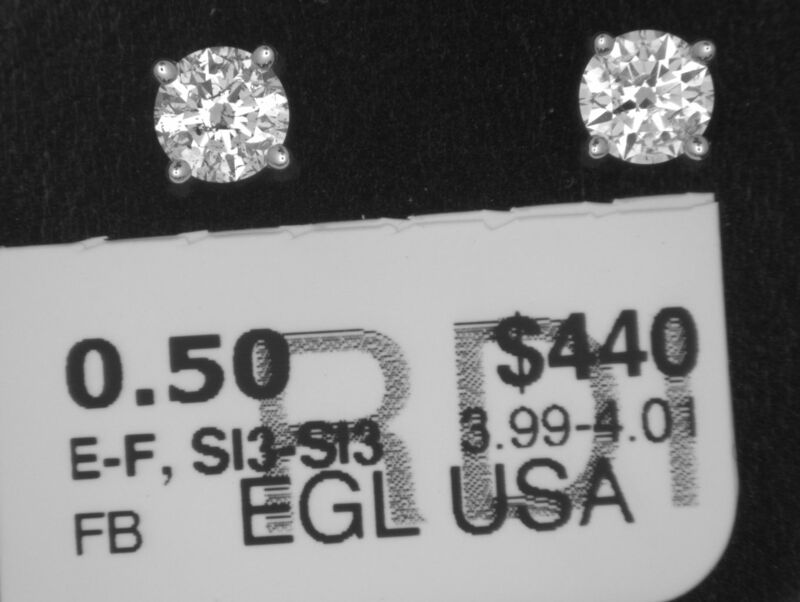 RDI
0.50 $440
E-F, SI3-SI3 3.99-4.01
FB EGL USA